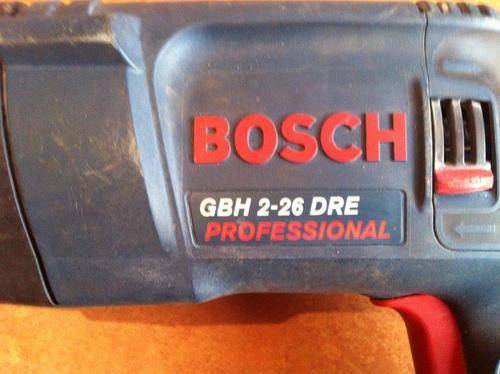 BOSCH
GBH 2-26 DRE
PROFESSIONAL